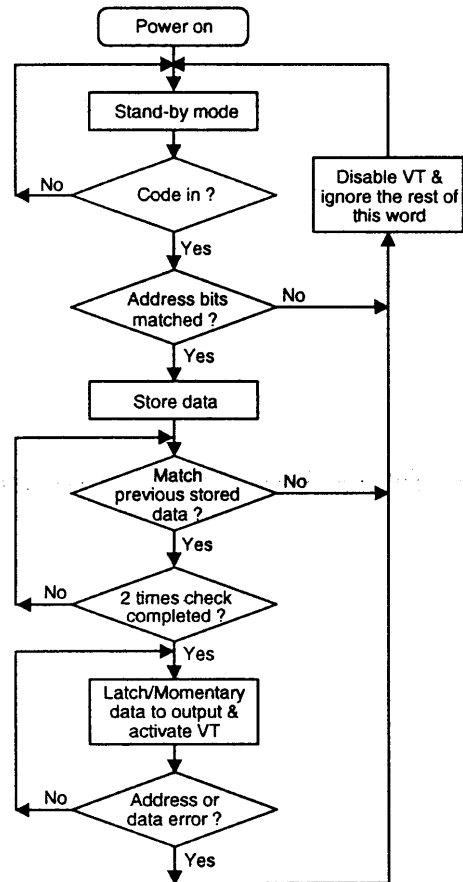 Power on
Stand-by mode
No
Code in ?
Disable VT &
ignore the rest of
this word
Yes
Address bits
matched ?
No
Yes
Store data
Match
previous stored
data ?
No
Yes
No
2 times check
completed ?
Yes
Latch/Momentary
data to output &
activate VT
No
Address or
data error ?
Yes